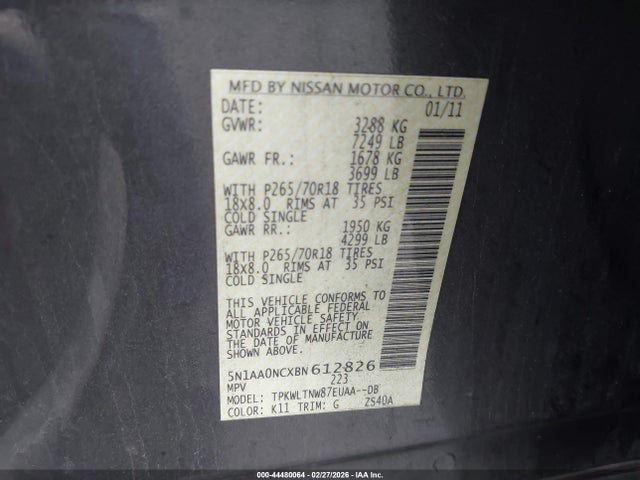 MFD BY NISSAN MOTOR CO., LTD.
DATE: 01/11
GVWR: 3288 KG
7249 LB
GAWR FR.: 1678 KG
3699 LB
WITH P265/70R18 TIRES
18X8.0 RIMS AT 35 PSI
COLD SINGLE
GAWR RR.: 1950 KG
4299 LB
WITH P265/70R18 TIRES
18X8.0 RIMS AT 35 PSI
COLD SINGLE
THIS VEHICLE CONFORMS TO
ALL APPLICABLE FEDERAL
MOTOR VEHICLE SAFETY
STANDARDS IN EFFECT ON
THE DATE OF MANUFACTURE
SHOWN ABOVE.
5N1AA0NCXBN612826
MPV 223
MODEL: TPKWLTNW87EUAA--DB
COLOR: K11 TRIM: G ZS40A
000-44480064 / 02/27/2026 - IAA Inc.